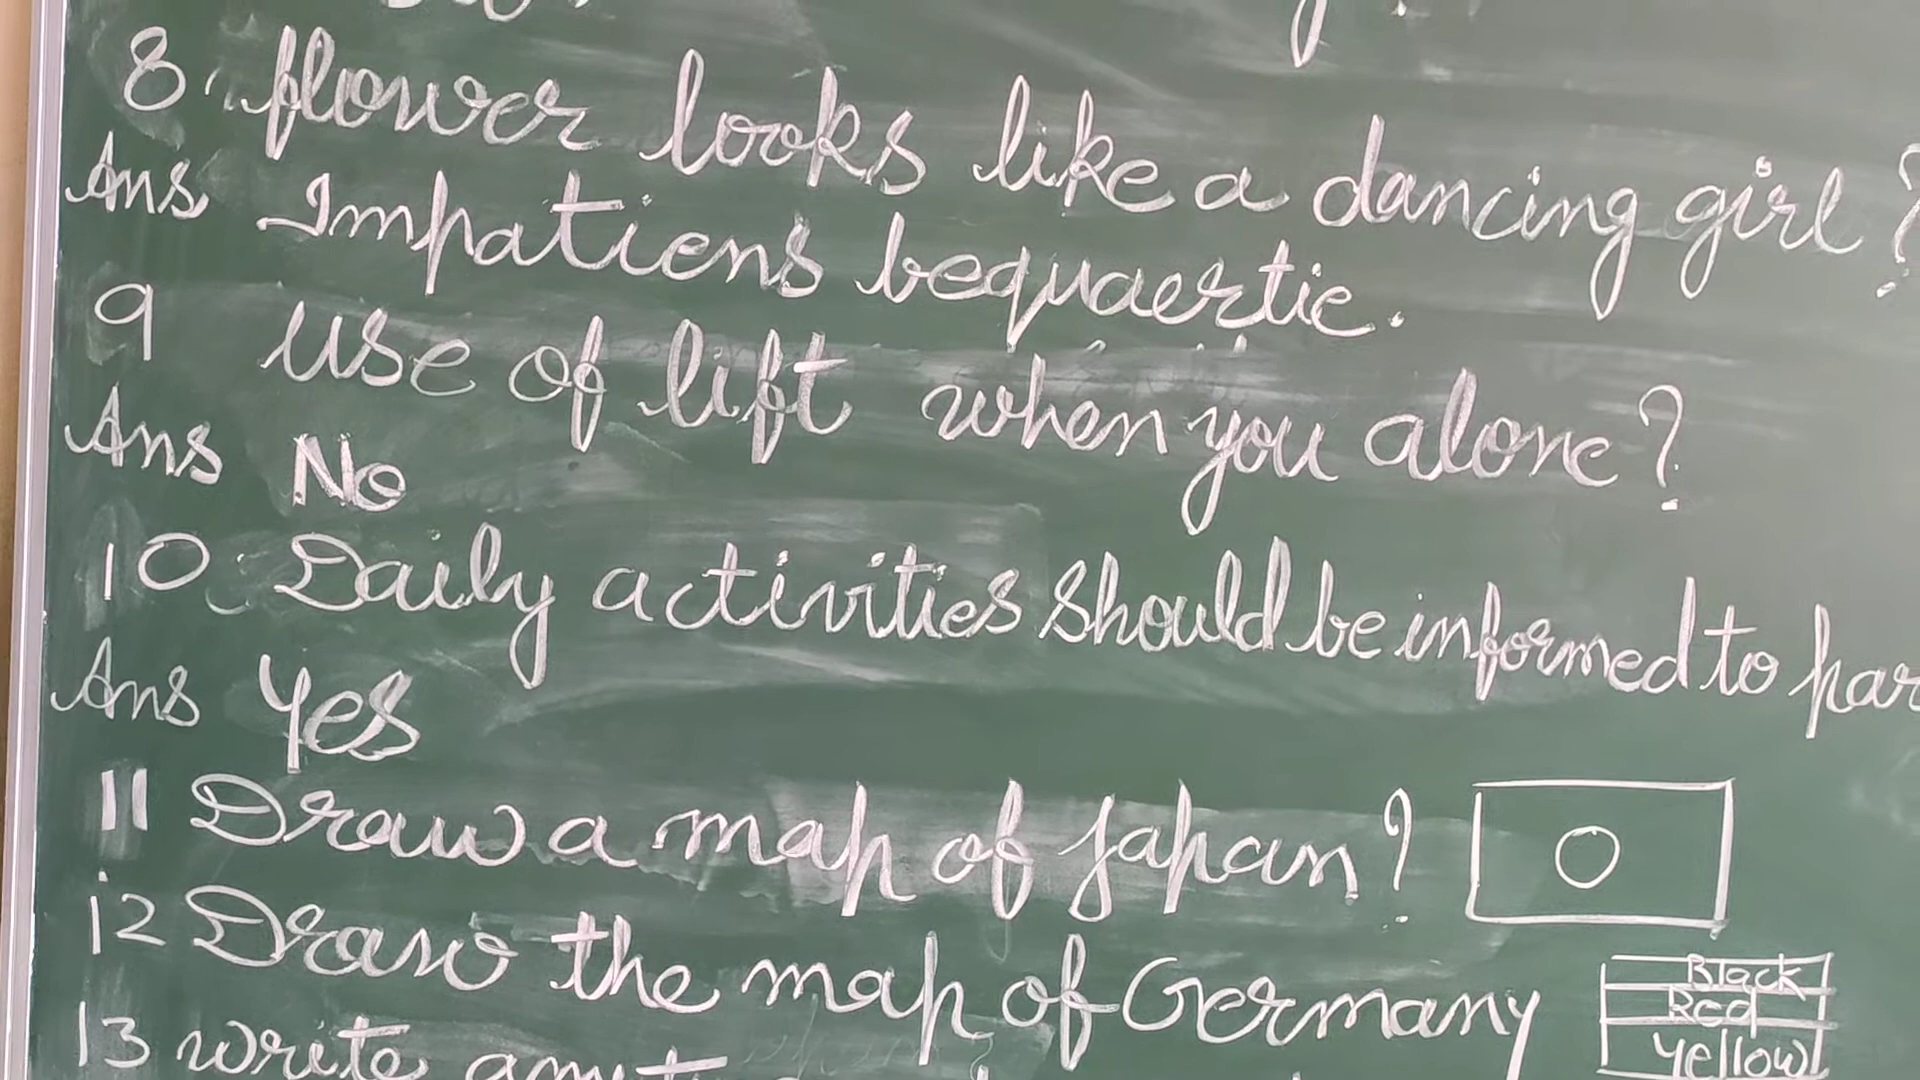 8. flower looks like a dancing girl?
Ans Impatiens bequaertic.
9 use of lift when you alone?
Ans No
10. Daily activities should be informed to
Ans Yes
11 Draw a map of Japan?
12 Draw the map of Germany
Black
Red
Yellow
13 write